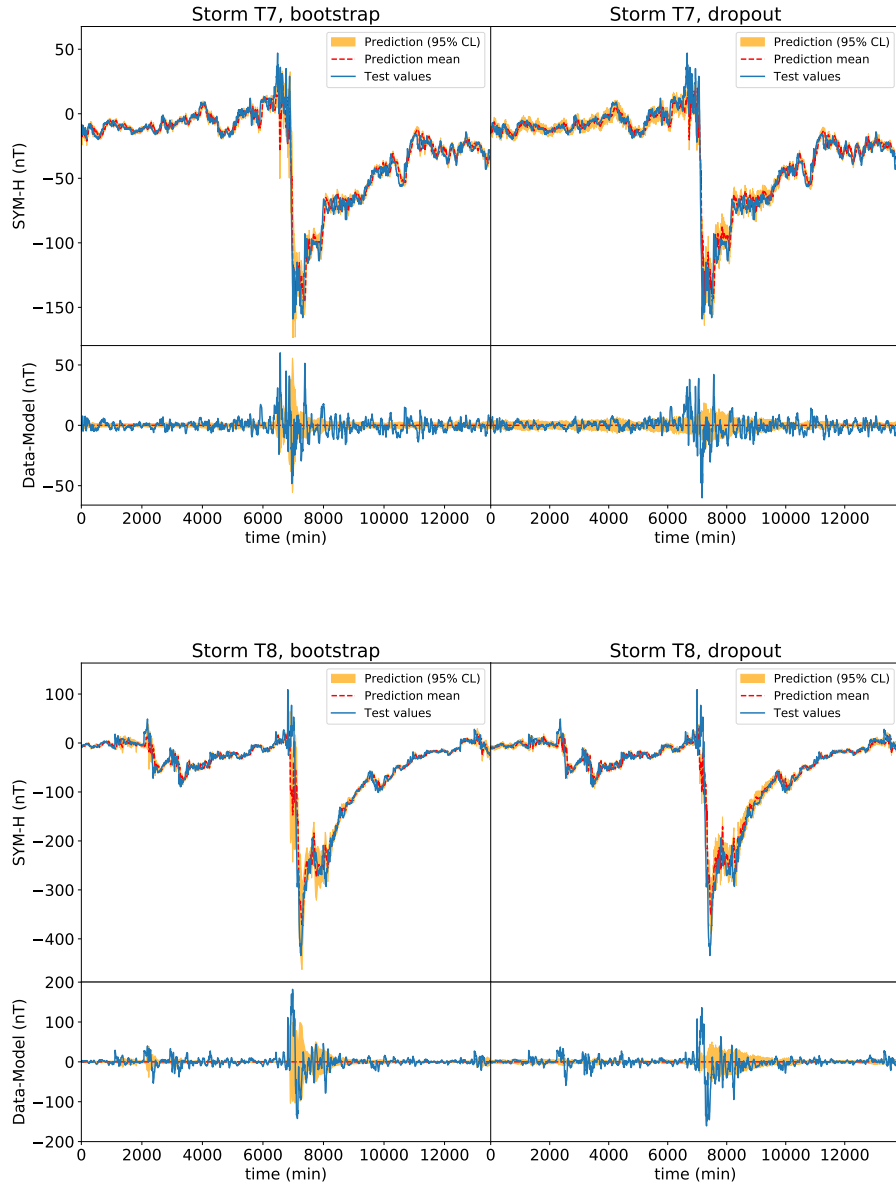 Storm T7, bootstrap
Storm T7, dropout
Prediction (95% CL)
Prediction mean
Test values
Prediction (95% CL)
Prediction mean
Test values
50
0
−50
−100
−150
SYM-H (nT)
50
0
−50
Data-Model (nT)
0 2000 4000 6000 8000 10000 12000
0 2000 4000 6000 8000 10000 12000
time (min)
time (min)
Storm T8, bootstrap
Storm T8, dropout
Prediction (95% CL)
Prediction mean
Test values
Prediction (95% CL)
Prediction mean
Test values
100
0
−100
−200
−300
−400
SYM-H (nT)
200
100
0
−100
−200
Data-Model (nT)
0 2000 4000 6000 8000 10000 12000
0 2000 4000 6000 8000 10000 12000
time (min)
time (min)